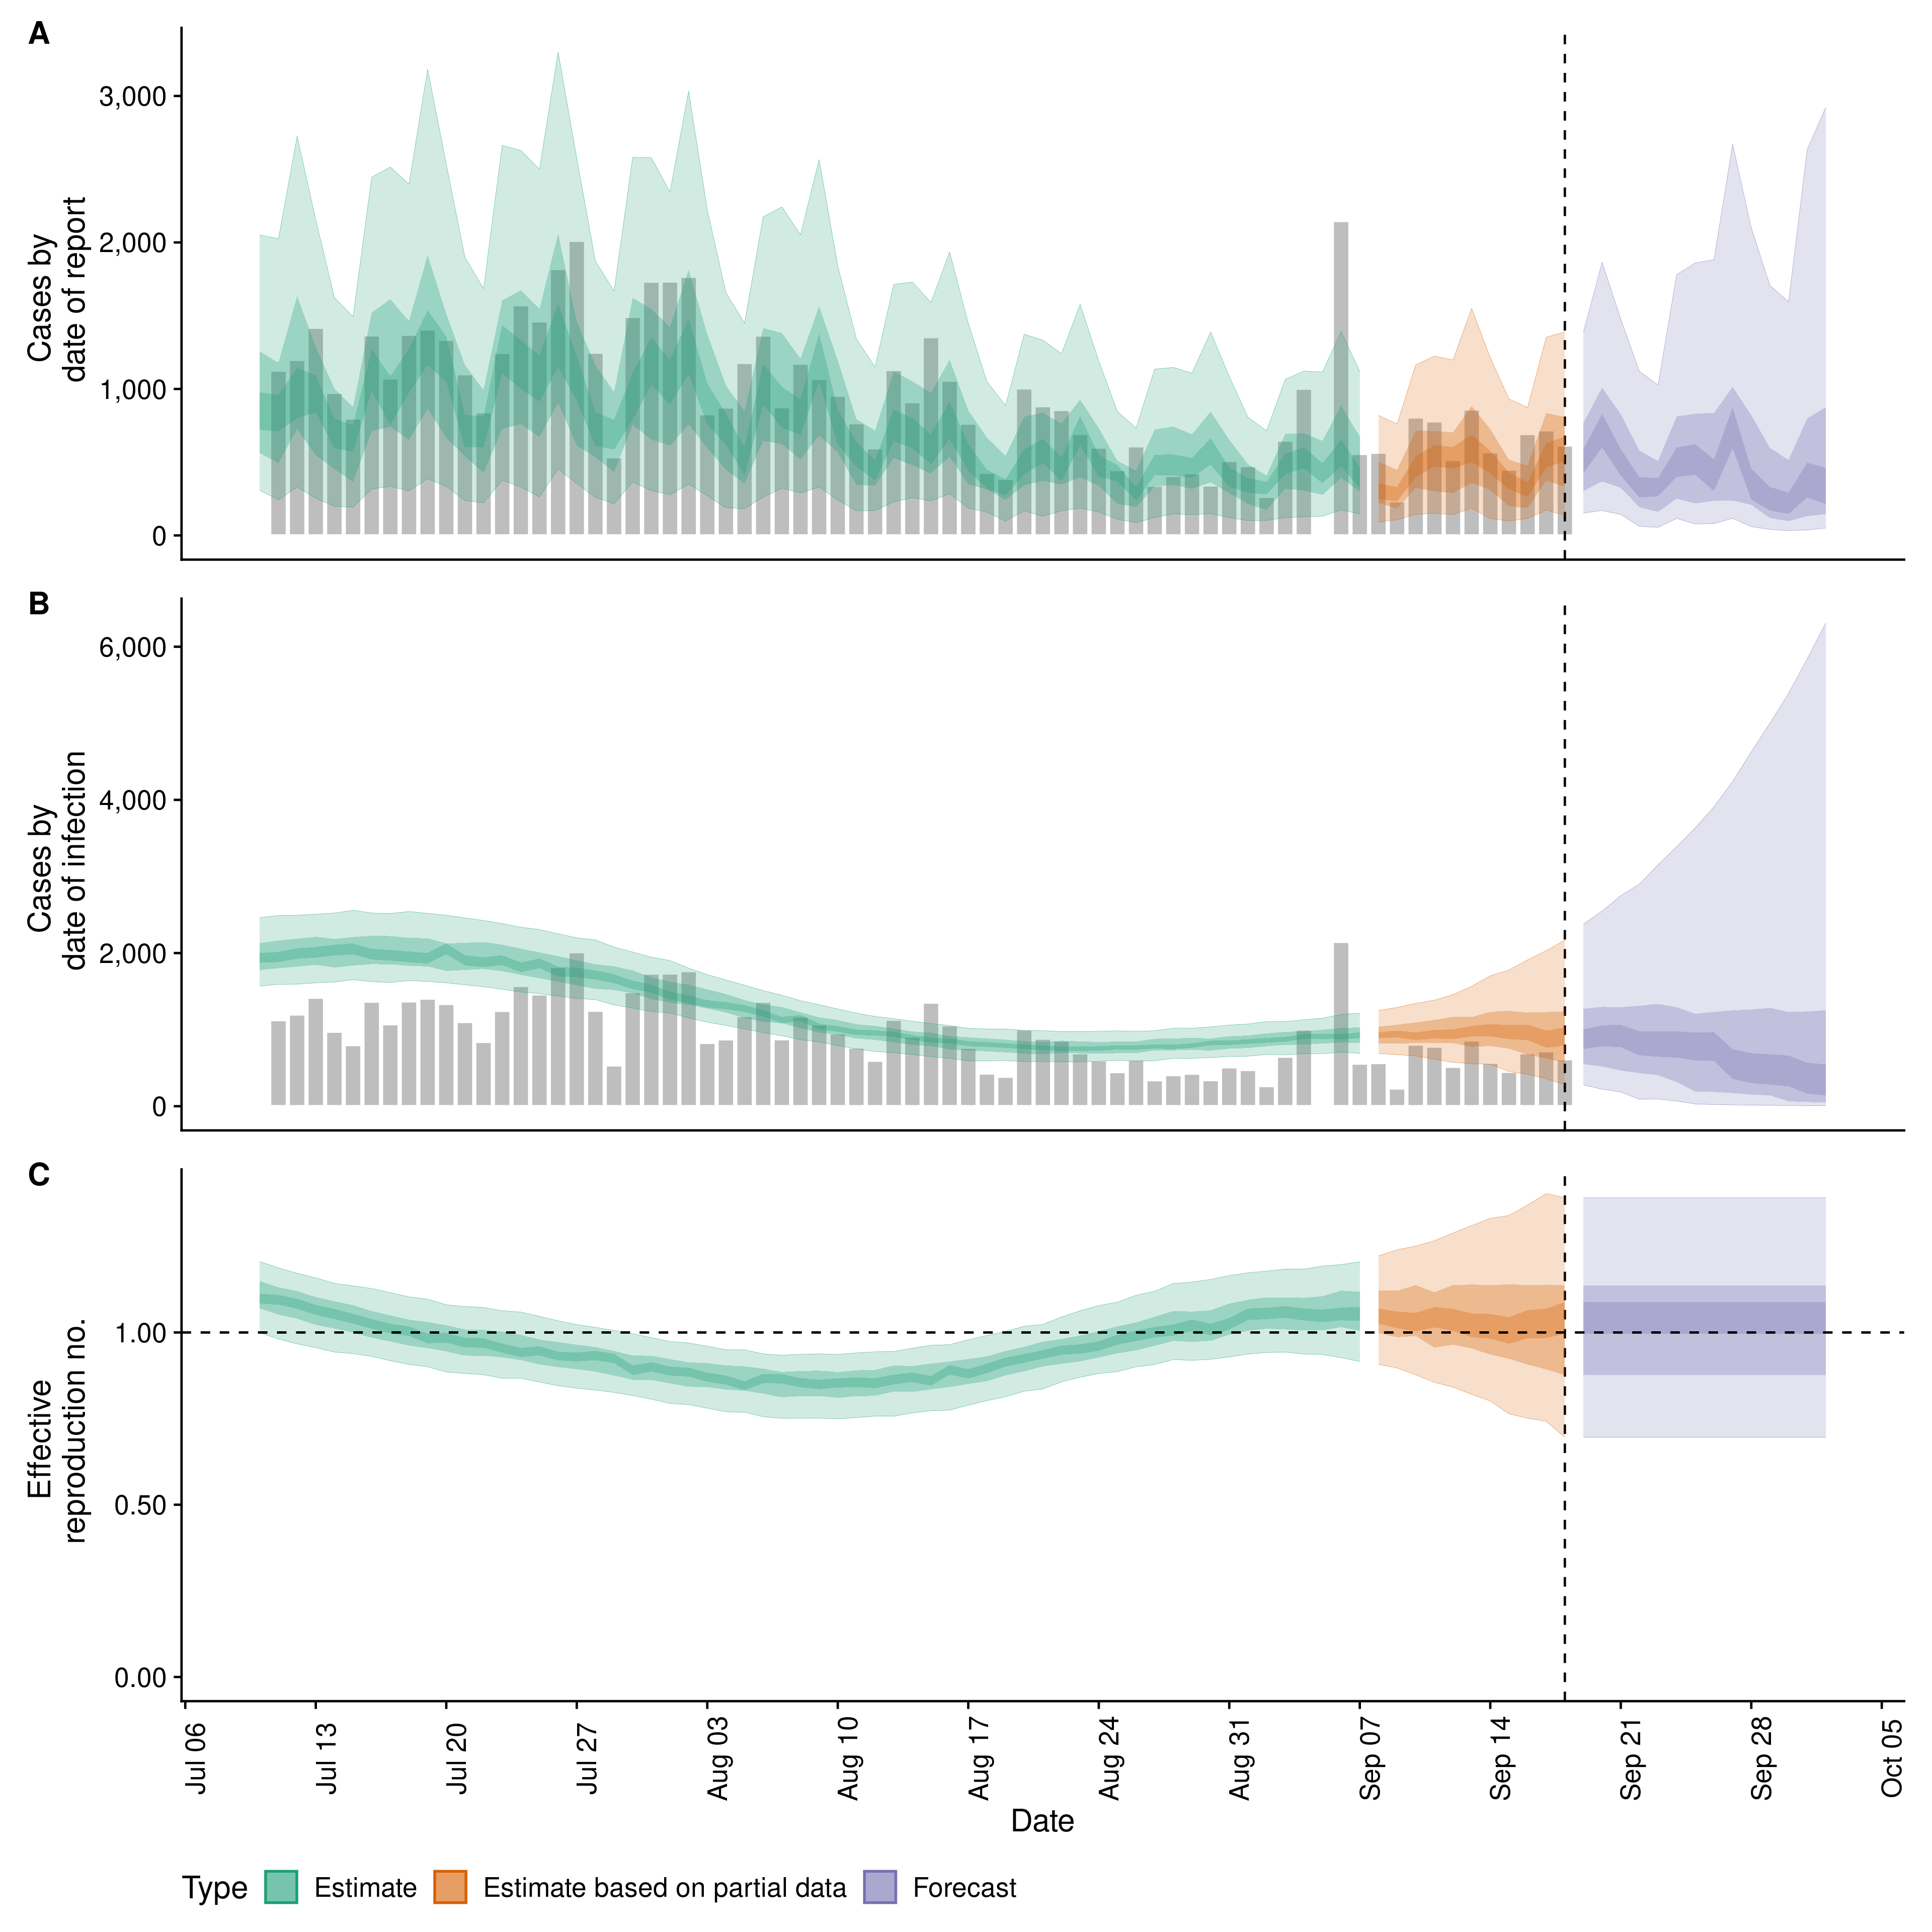 A
Cases by
date of report
3,000
2,000
1,000
0
B
Cases by
date of infection
6,000
4,000
2,000
0
C
Effective
reproduction no.
1.00
0.50
0.00
Jul 06
Jul 13
Jul 20
Jul 27
Aug 03
Aug 10
Aug 17
Aug 24
Aug 31
Sep 07
Sep 14
Sep 21
Sep 28
Oct 05
Date
Type Estimate Estimate based on partial data Forecast